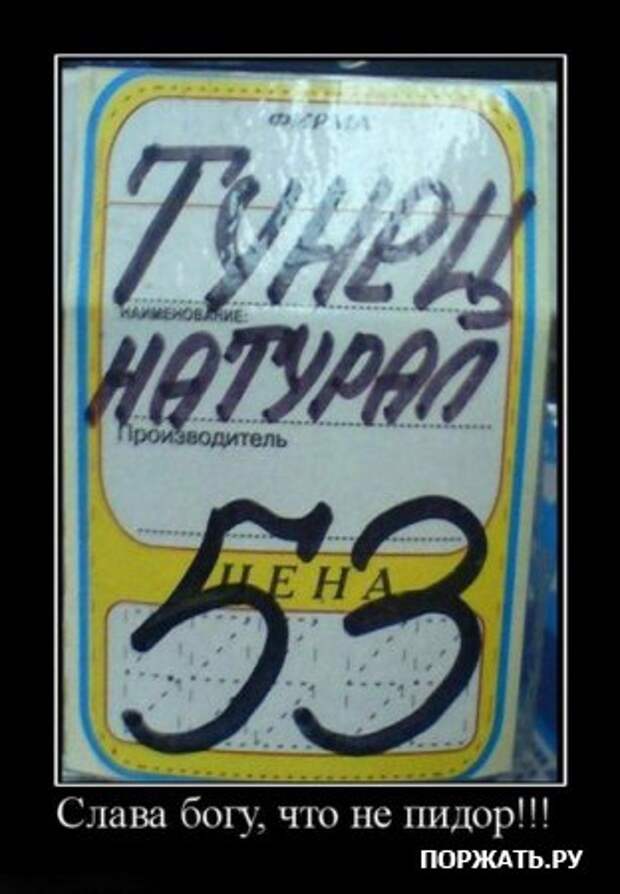 ФИРМА
ТУНЕЦ
НАИМЕНОВАНИЕ:
НАТУРАЛ
Производитель
ЦЕНА
53
Слава богу, что не пидор!!!
ПОРЖАТЬ.РУ